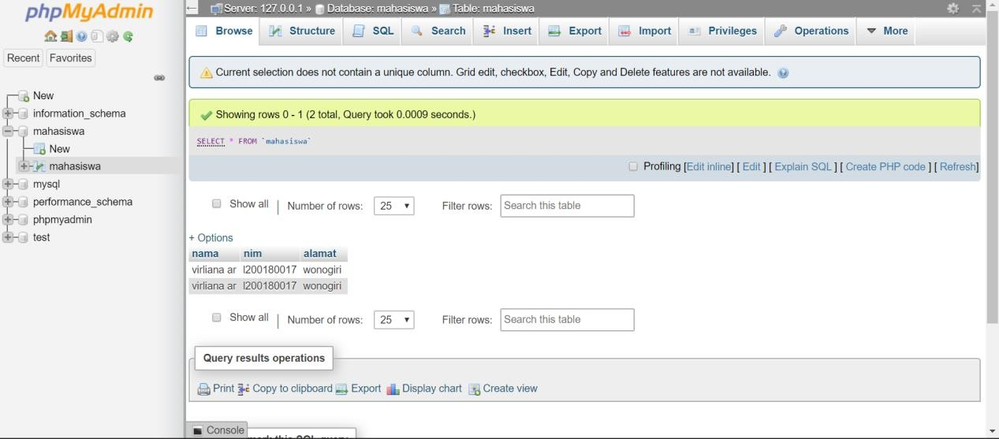 phpMyAdmin
Recent Favorites
New
information_schema
mahasiswa
New
mahasiswa
mysql
performance_schema
phpmyadmin
test
Server: 127.0.0.1 » Database: mahasiswa » Table: mahasiswa
Browse Structure SQL Search Insert Export Import Privileges Operations More
Current selection does not contain a unique column. Grid edit, checkbox, Edit, Copy and Delete features are not available.
Showing rows 0 - 1 (2 total, Query took 0.0009 seconds.)
SELECT * FROM `mahasiswa`
Profiling [Edit inline] [ Edit ] [ Explain SQL ] [ Create PHP code ] [ Refresh]
Show all | Number of rows: 25 Filter rows: Search this table
+ Options
nama nim alamat
virliana ar l200180017 wonogiri
virliana ar l200180017 wonogiri
Show all | Number of rows: 25 Filter rows: Search this table
Query results operations
Print Copy to clipboard Export Display chart Create view
Console
mark this SQL query